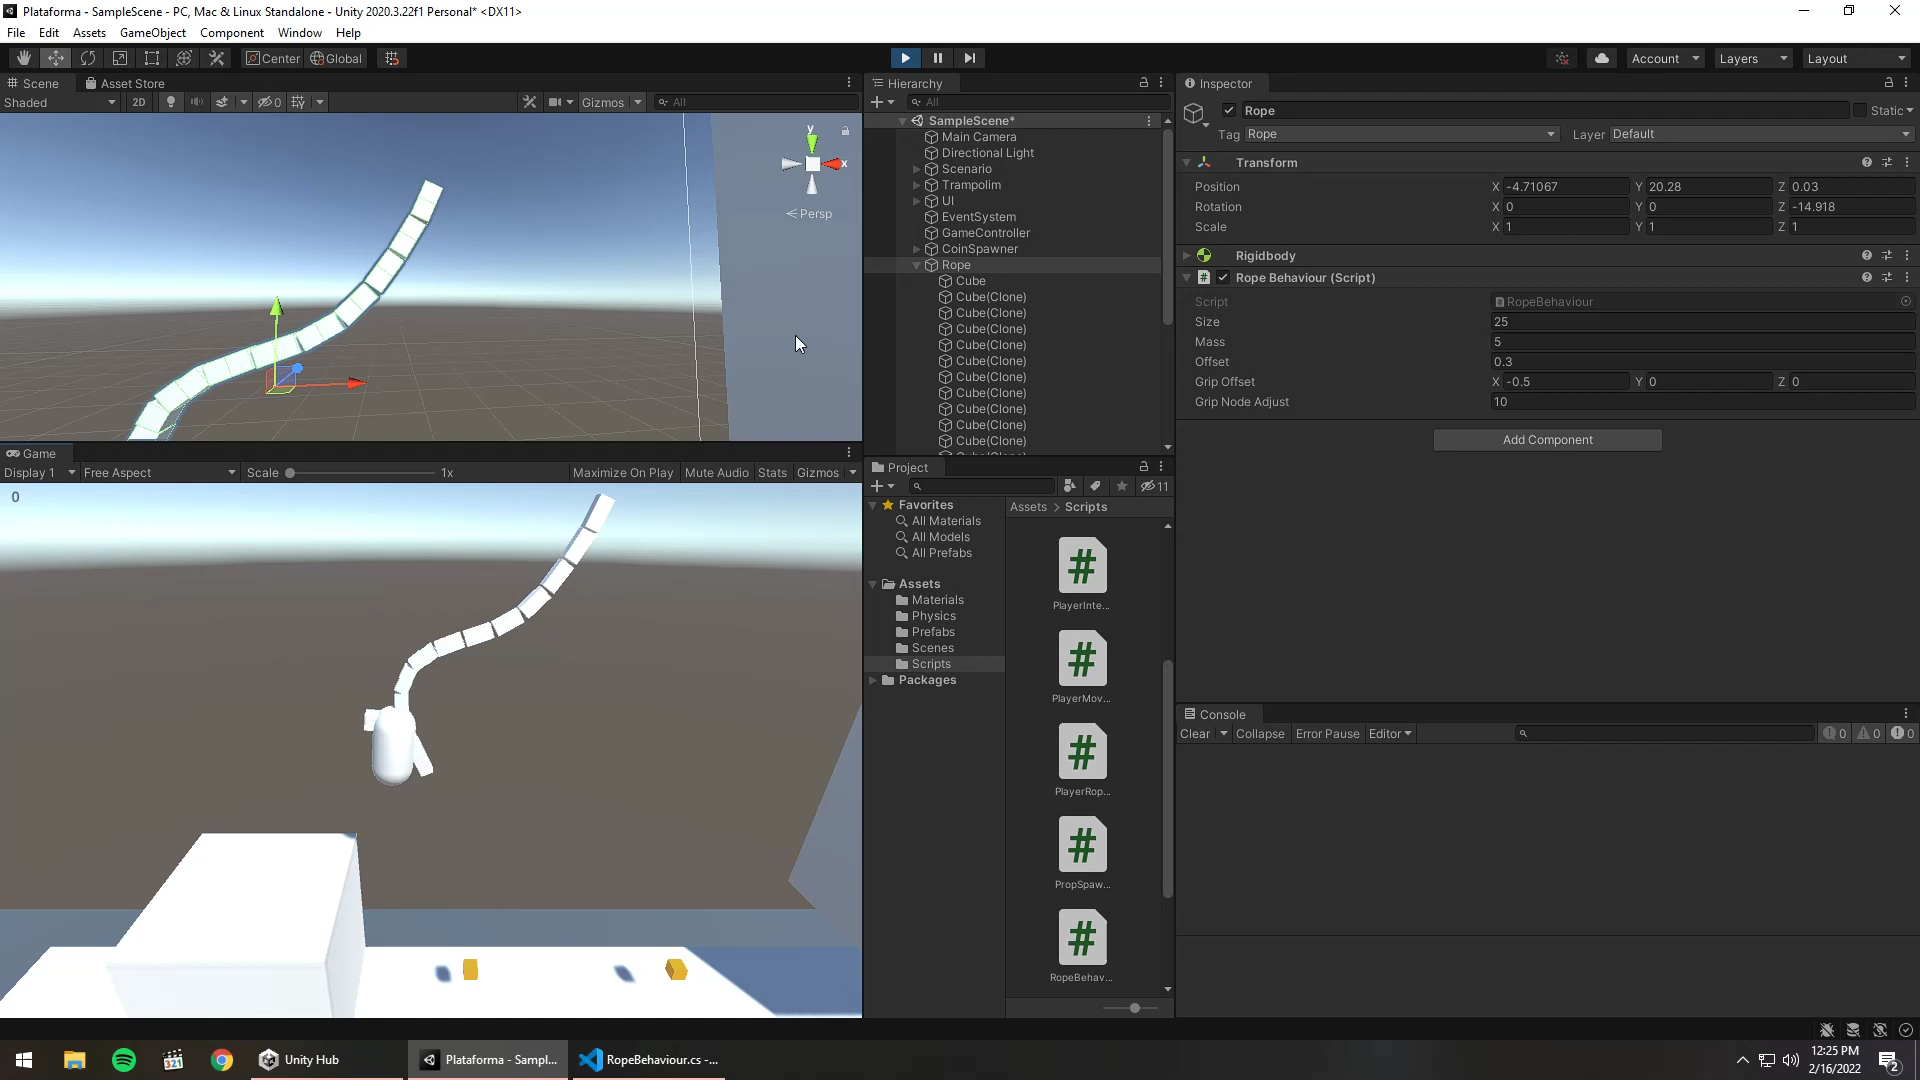 Plataforma - SampleScene - PC, Mac & Linux Standalone - Unity 2020.3.22f1 Personal* <DX11>
File Edit Assets GameObject Component Window Help
Center Global
Account Layers Layout
Scene Asset Store
Shaded 2D 0 Gizmos All
y
x
Persp
Game
Display 1 Free Aspect Scale 1x Maximize On Play Mute Audio Stats Gizmos
0
Hierarchy
All
SampleScene*
Main Camera
Directional Light
Scenario
Trampolim
UI
EventSystem
GameController
CoinSpawner
Rope
Cube
Cube(Clone)
Cube(Clone)
Cube(Clone)
Cube(Clone)
Cube(Clone)
Cube(Clone)
Cube(Clone)
Cube(Clone)
Cube(Clone)
Cube(Clone)
Project
11
Favorites
All Materials
All Models
All Prefabs
Assets
Materials
Physics
Prefabs
Scenes
Scripts
Packages
Assets > Scripts
PlayerInte...
PlayerMov...
PlayerRop...
PropSpaw...
RopeBehav...
Inspector
Rope Static
Tag Rope Layer Default
Transform
Position X -4.71067 Y 20.28 Z 0.03
Rotation X 0 Y 0 Z -14.918
Scale X 1 Y 1 Z 1
Rigidbody
Rope Behaviour (Script)
Script RopeBehaviour
Size 25
Mass 5
Offset 0.3
Grip Offset X -0.5 Y 0 Z 0
Grip Node Adjust 10
Add Component
Console
Clear Collapse Error Pause Editor 0 0 0
321 Unity Hub Plataforma - Sampl... RopeBehaviour.cs -...
12:25 PM
2/16/2022
2